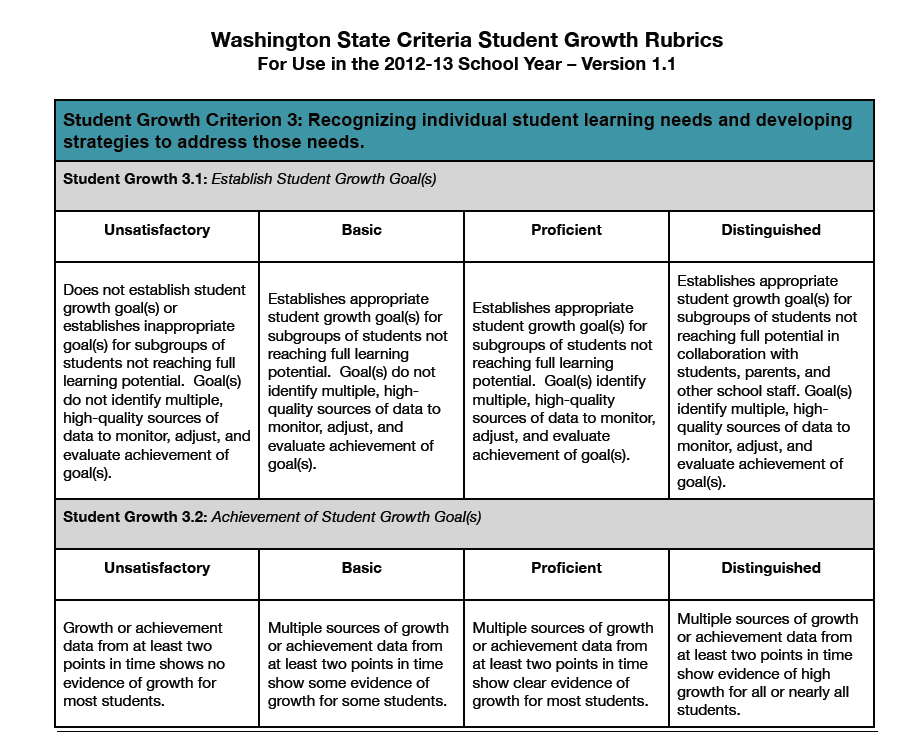 Washington State Criteria Student Growth Rubrics
For Use in the 2012-13 School Year – Version 1.1
Student Growth Criterion 3: Recognizing individual student learning needs and developing
strategies to address those needs.
Student Growth 3.1: Establish Student Growth Goal(s)
Unsatisfactory
Basic
Proficient
Distinguished
Does not establish student
growth goal(s) or
establishes inappropriate
goal(s) for subgroups of
students not reaching full
learning potential.  Goal(s)
do not identify multiple,
high-quality sources of
data to monitor, adjust, and
evaluate achievement of
goal(s).
Establishes appropriate
student growth goal(s) for
subgroups of students not
reaching full learning
potential.  Goal(s) do not
identify multiple, high-
quality sources of data to
monitor, adjust, and
evaluate achievement of
goal(s).
Establishes appropriate
student growth goal(s) for
subgroups of students not
reaching full learning
potential.  Goal(s) identify
multiple, high-quality
sources of data to monitor,
adjust, and evaluate
achievement of goal(s).
Establishes appropriate
student growth goal(s) for
subgroups of students not
reaching full potential in
collaboration with
students, parents, and
other school staff. Goal(s)
identify multiple, high-
quality sources of data to
monitor, adjust, and
evaluate achievement of
goal(s).
Student Growth 3.2: Achievement of Student Growth Goal(s)
Unsatisfactory
Basic
Proficient
Distinguished
Growth or achievement
data from at least two
points in time shows no
evidence of growth for
most students.
Multiple sources of growth
or achievement data from
at least two points in time
show some evidence of
growth for some students.
Multiple sources of growth
or achievement data from
at least two points in time
show clear evidence of
growth for most students.
Multiple sources of growth
or achievement data from
at least two points in time
show evidence of high
growth for all or nearly all
students.